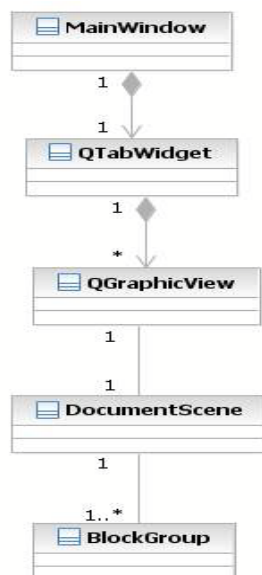 MainWindow
1
1
QTabWidget
1
*
QGraphicView
1
1
DocumentScene
1
1..*
BlockGroup